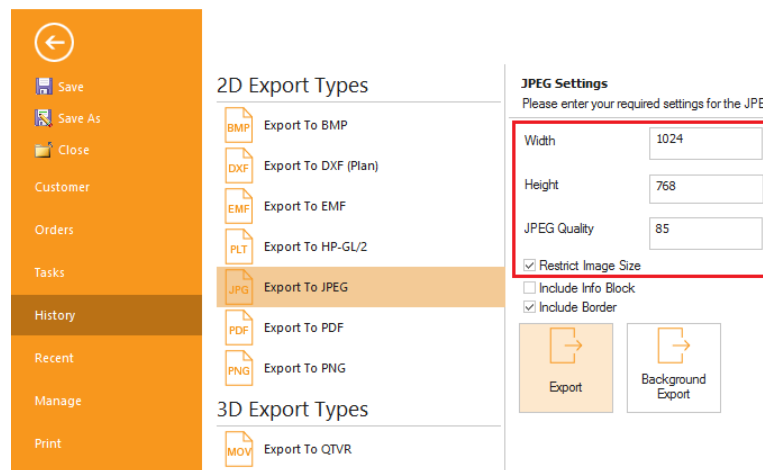 Save
Save As
Close
Customer
Orders
Tasks
History
Recent
Manage
Print
2D Export Types
BMP Export To BMP
DXF Export To DXF (Plan)
EMF Export To EMF
PLT Export To HP-GL/2
JPG Export To JPEG
PDF Export To PDF
PNG Export To PNG
3D Export Types
MOV Export To QTVR
JPEG Settings
Please enter your required settings for the JPE
Width 1024
Height 768
JPEG Quality 85
Restrict Image Size
Include Info Block
Include Border
Export
Background
Export